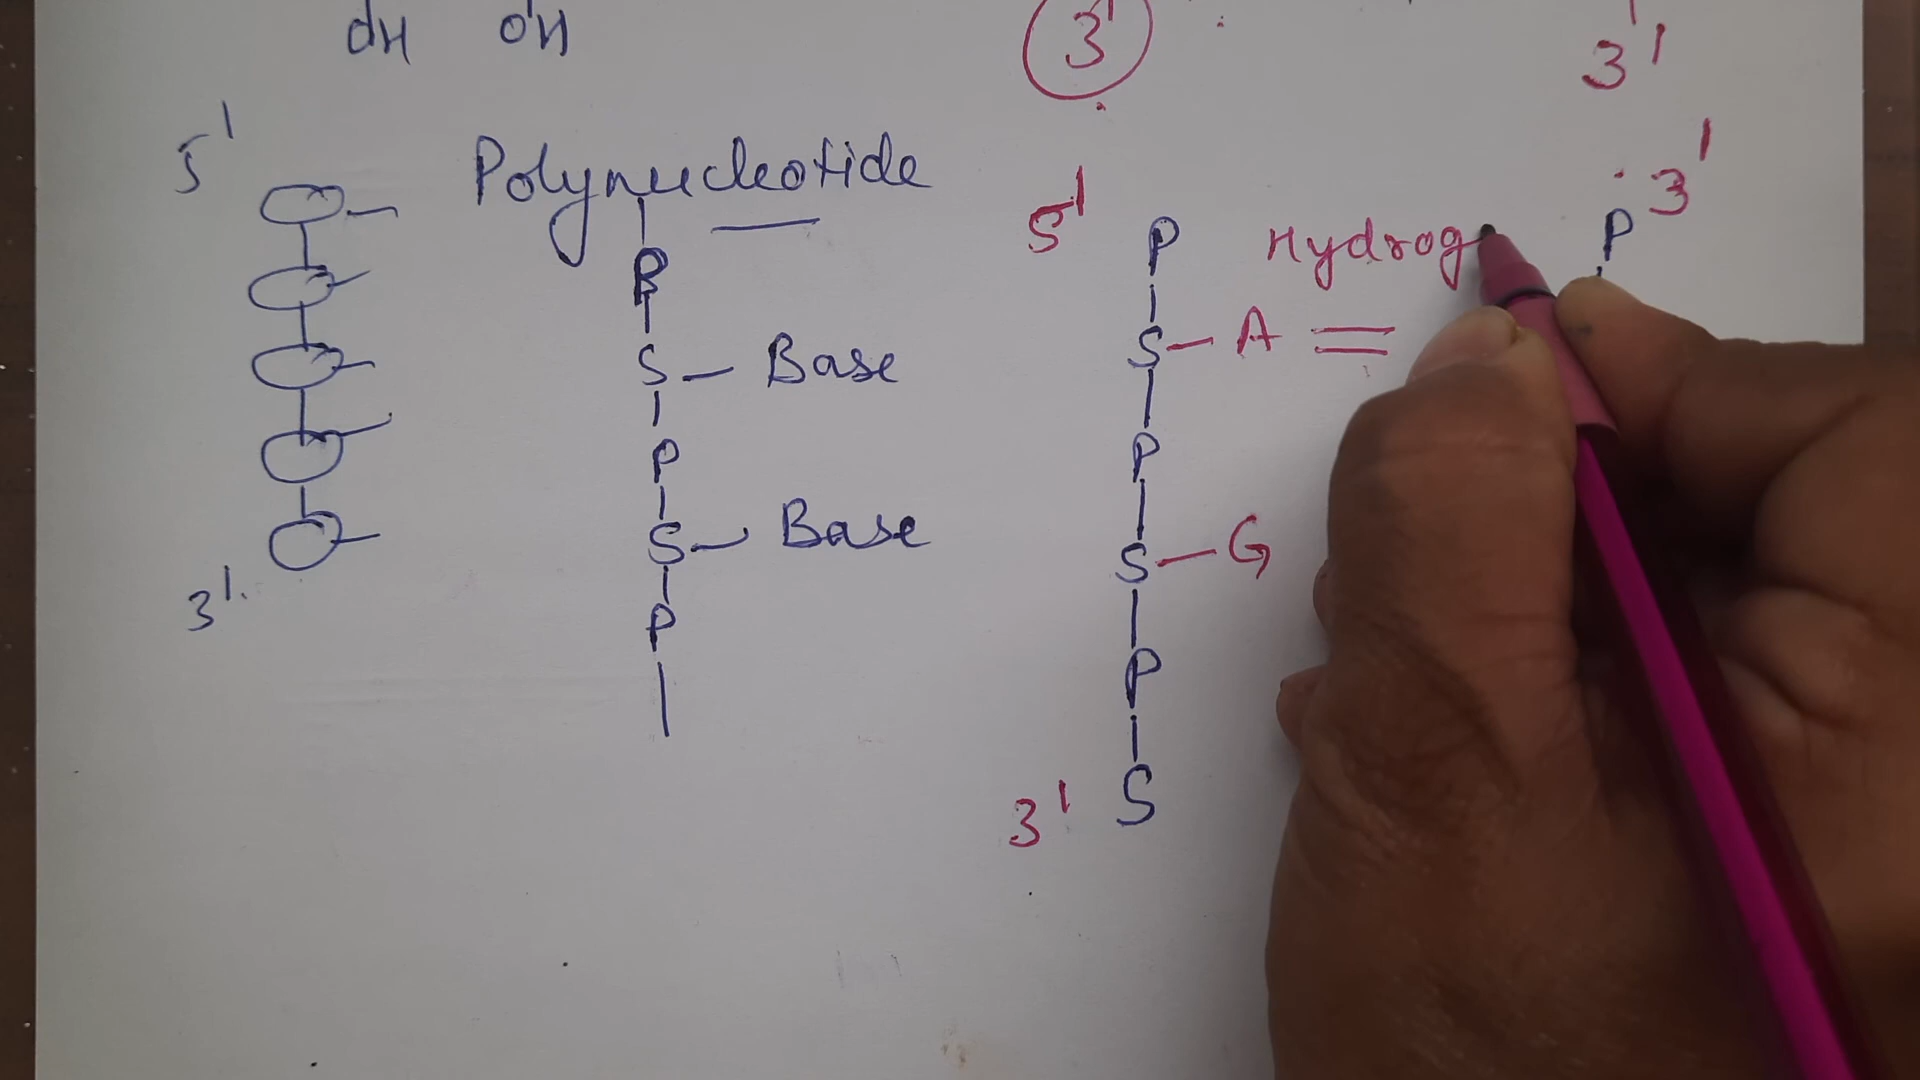 OH OH 3' 3'
5' Polynucleotide 5' P Hydrog P 3'
P
S - Base S - A =
P P
S - Base S - G
3' P P
3' S